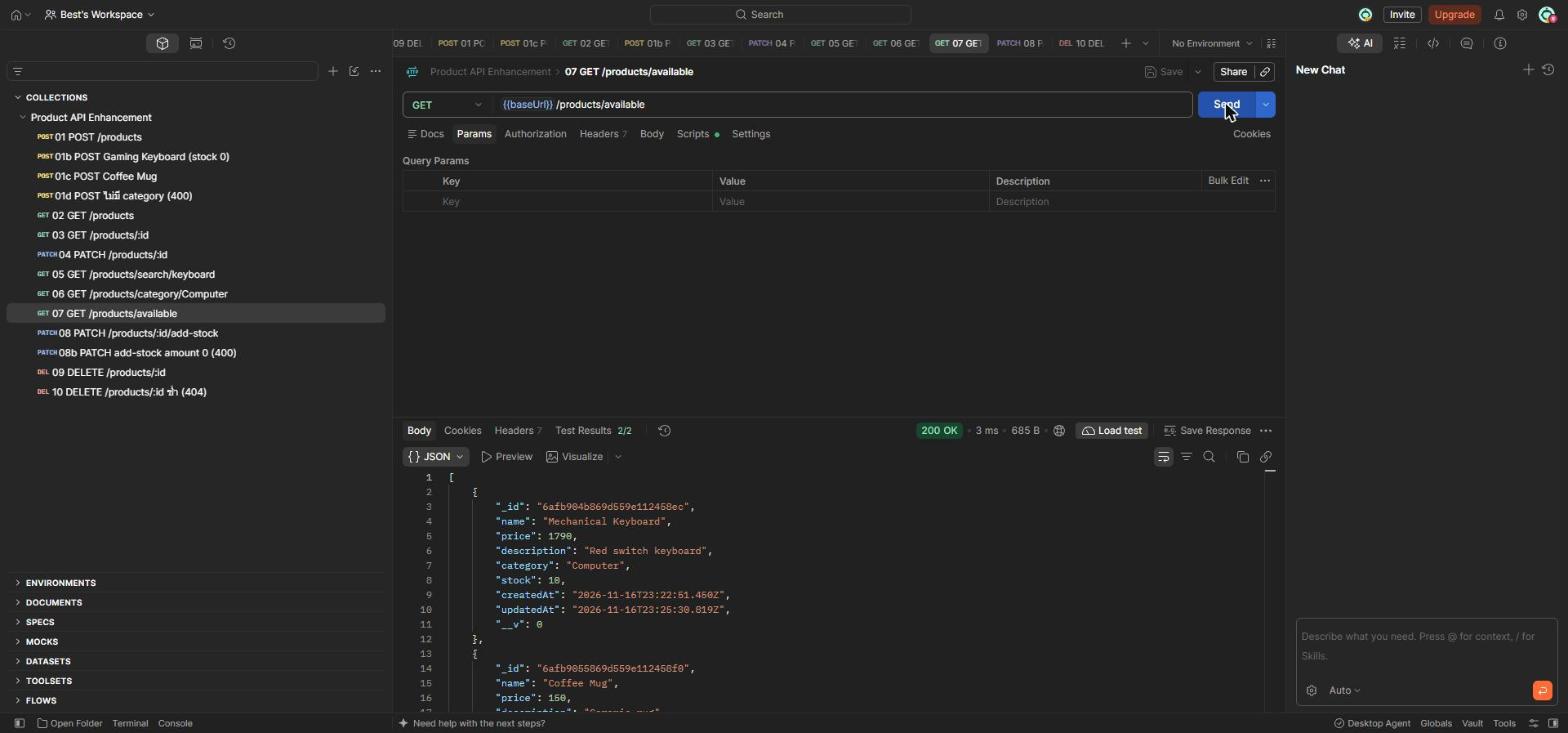 Best's Workspace
Search
Invite
Upgrade
09 DEL
POST 01 PC
POST 01c P
GET 02 GET
POST 01b P
GET 03 GET
PATCH 04 F
GET 05 GET
GET 06 GET
GET 07 GET
PATCH 08 P
DEL 10 DEL
No Environment
AI
COLLECTIONS
Product API Enhancement
POST 01 POST /products
POST 01b POST Gaming Keyboard (stock 0)
POST 01c POST Coffee Mug
POST 01d POST ไม่มี category (400)
GET 02 GET /products
GET 03 GET /products/:id
PATCH 04 PATCH /products/:id
GET 05 GET /products/search/keyboard
GET 06 GET /products/category/Computer
GET 07 GET /products/available
PATCH 08 PATCH /products/:id/add-stock
PATCH 08b PATCH add-stock amount 0 (400)
DEL 09 DELETE /products/:id
DEL 10 DELETE /products/:id ซ้ำ (404)
ENVIRONMENTS
DOCUMENTS
SPECS
MOCKS
DATASETS
TOOLSETS
FLOWS
HTTP Product API Enhancement > 07 GET /products/available
Save
Share
GET
{{baseUrl}} /products/available
Send
Docs
Params
Authorization
Headers 7
Body
Scripts
Settings
Cookies
Query Params
Key
Value
Description
Bulk Edit
Key
Value
Description
Body
Cookies
Headers 7
Test Results 2/2
200 OK
3 ms
685 B
Load test
Save Response
{ } JSON
Preview
Visualize
1 [
2 {
3 "_id": "6afb904b869d559e112458ec",
4 "name": "Mechanical Keyboard",
5 "price": 1790,
6 "description": "Red switch keyboard",
7 "category": "Computer",
8 "stock": 10,
9 "createdAt": "2026-11-16T23:22:51.450Z",
10 "updatedAt": "2026-11-16T23:25:30.819Z",
11 "__v": 0
12 },
13 {
14 "_id": "6afb9055869d559e112458f0",
15 "name": "Coffee Mug",
16 "price": 150,
17 "description": "Ceramic mug"
New Chat
Describe what you need. Press @ for context, / for
Skills.
Auto
Open Folder
Terminal
Console
Need help with the next steps?
Desktop Agent
Globals
Vault
Tools